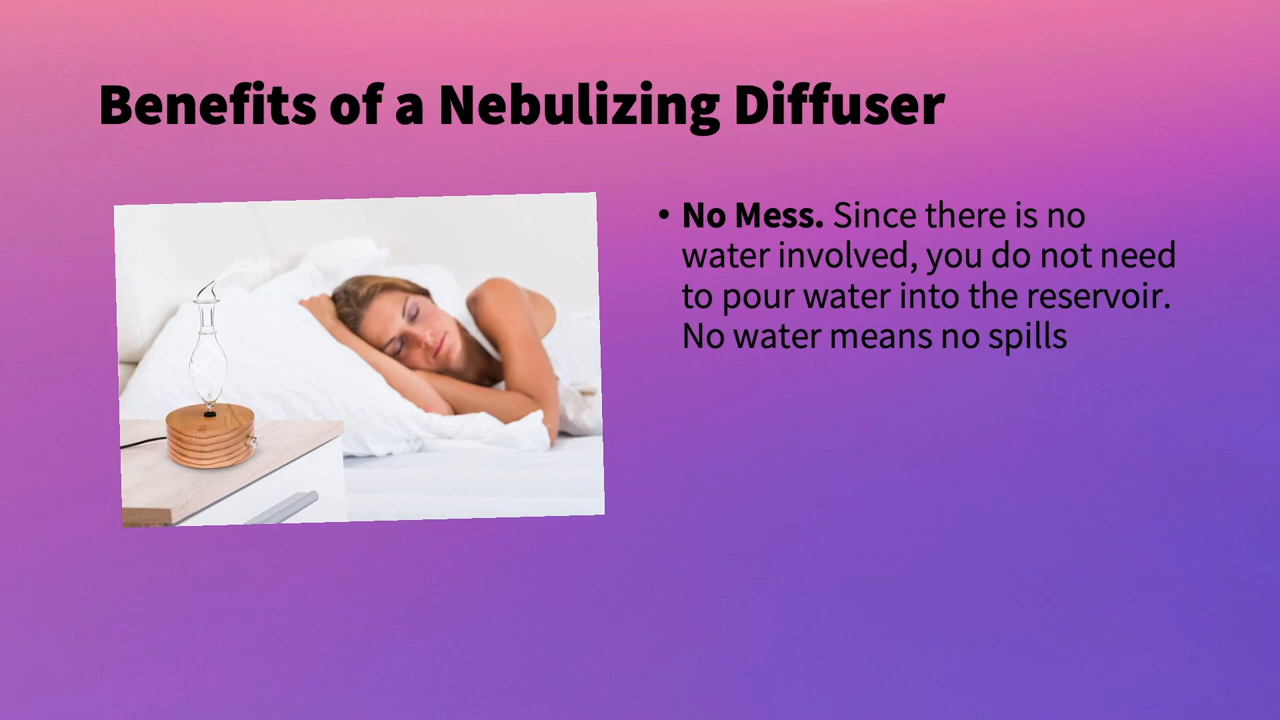 Benefits of a Nebulizing Diffuser
• No Mess. Since there is no
water involved, you do not need
to pour water into the reservoir.
No water means no spills